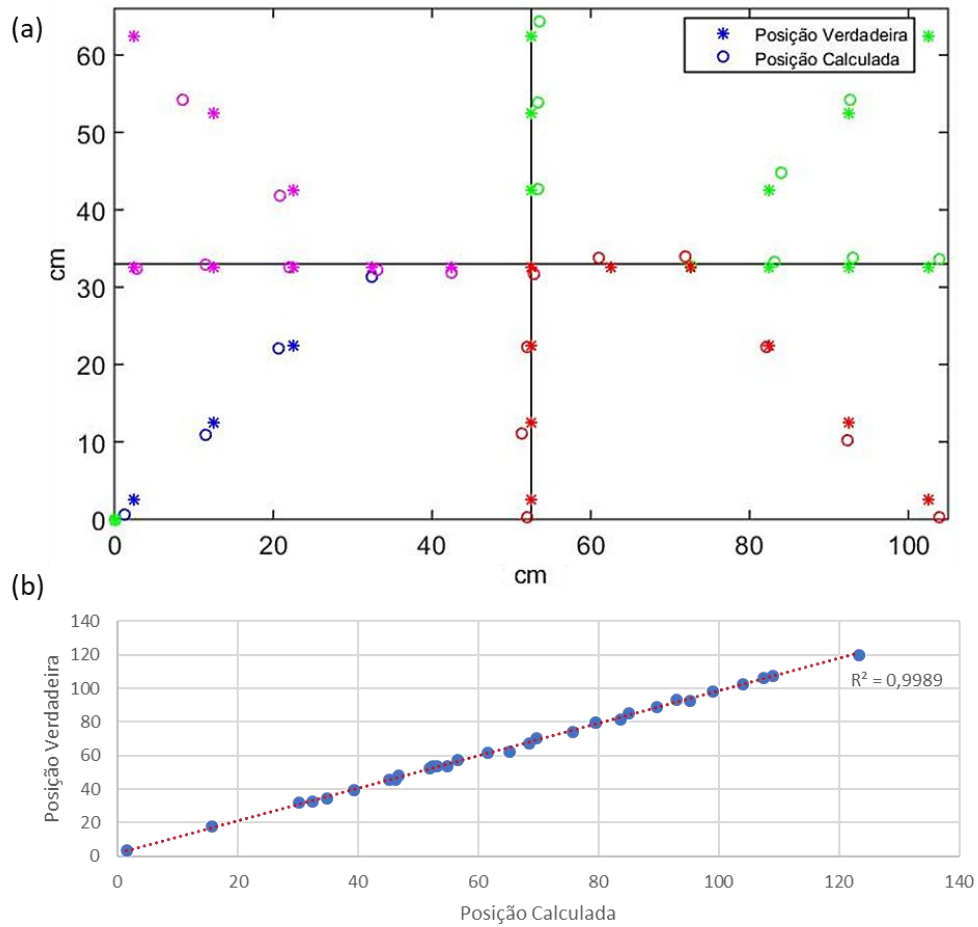 (a)
60
50
40
30
20
10
0
cm
Posição Verdadeira
Posição Calculada
0 20 40 60 80 100
cm
(b)
140
120
100
80
60
40
20
0
Posição Verdadeira
R² = 0,9989
0 20 40 60 80 100 120 140
Posição Calculada